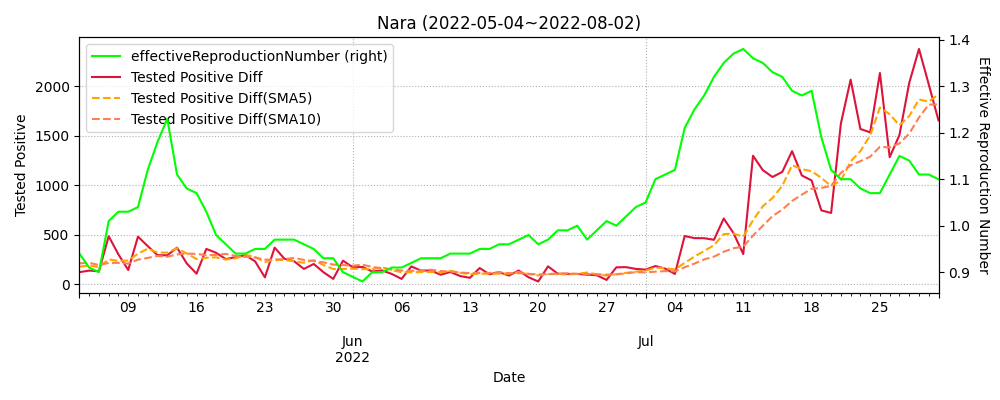 Nara (2022-05-04~2022-08-02)
effectiveReproductionNumber (right)
Tested Positive Diff
Tested Positive Diff(SMA5)
Tested Positive Diff(SMA10)
Tested Positive
2000
1500
1000
500
0
1.4
1.3
1.2
1.1
1.0
0.9
Effective Reproduction Number
09 16 23 30 06 13 20 27 04 11 18 25
Jun Jul
2022
Date